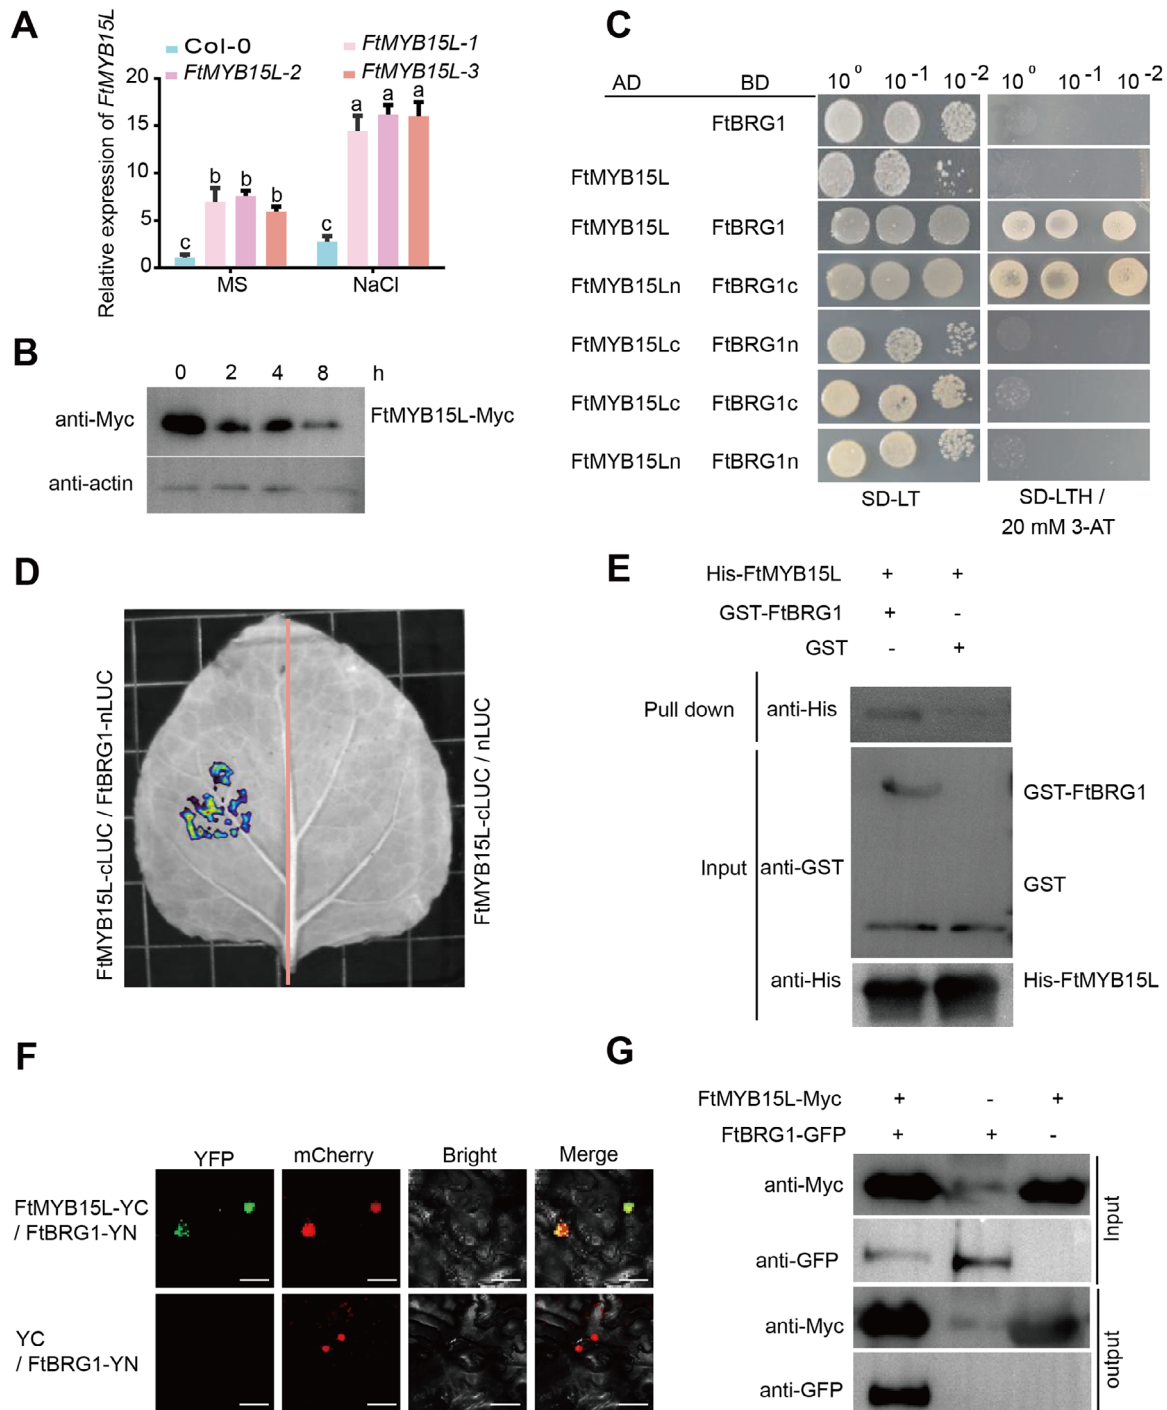 A
Relative expression of FtMYB15L
Col-0
FtMYB15L-1
FtMYB15L-2
FtMYB15L-3
20
15
10
5
0
c
b
b
b
c
a
a
a
MS
NaCl
B
0 2 4 8 h
anti-Myc
FtMYB15L-Myc
anti-actin
C
AD BD 10⁰ 10⁻¹ 10⁻² 10⁰ 10⁻¹ 10⁻²
FtBRG1
FtMYB15L
FtMYB15L FtBRG1
FtMYB15Ln FtBRG1c
FtMYB15Lc FtBRG1n
FtMYB15Lc FtBRG1c
FtMYB15Ln FtBRG1n
SD-LT
SD-LTH /
20 mM 3-AT
D
FtMYB15L-cLUC / FtBRG1-nLUC
FtMYB15L-cLUC / nLUC
E
His-FtMYB15L + +
GST-FtBRG1 + -
GST - +
Pull down
anti-His
Input
anti-GST
GST-FtBRG1
GST
anti-His
His-FtMYB15L
F
YFP mCherry Bright Merge
FtMYB15L-YC
/ FtBRG1-YN
YC
/ FtBRG1-YN
G
FtMYB15L-Myc + - +
FtBRG1-GFP + + -
anti-Myc
anti-GFP
Input
anti-Myc
anti-GFP
output